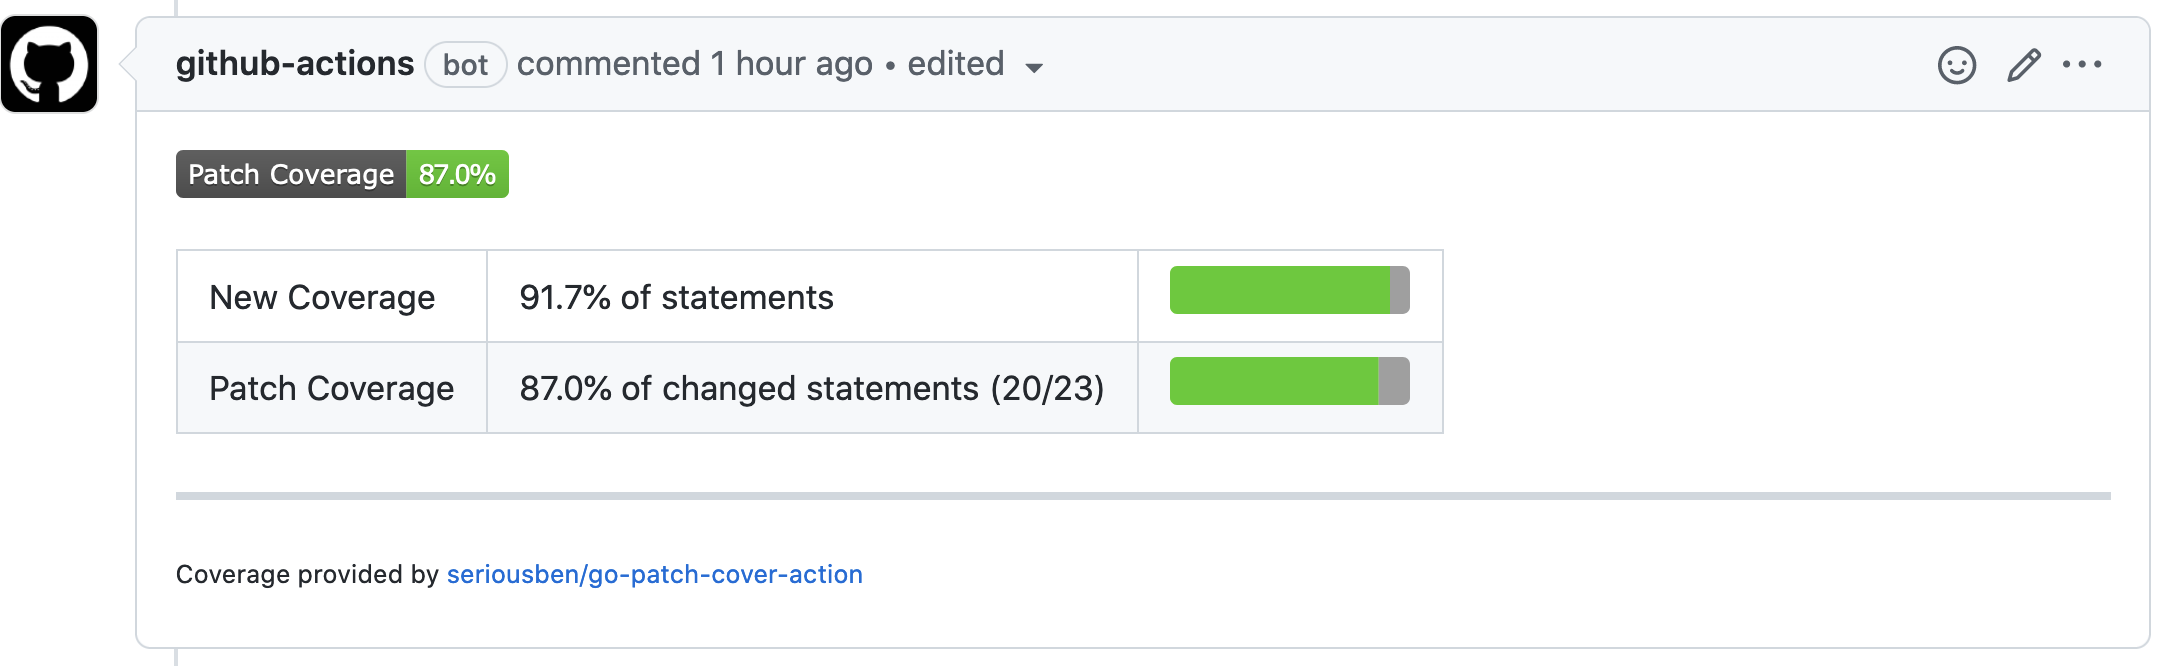 github-actions bot commented 1 hour ago • edited
Patch Coverage 87.0%
New Coverage 91.7% of statements
Patch Coverage 87.0% of changed statements (20/23)
Coverage provided by seriousben/go-patch-cover-action